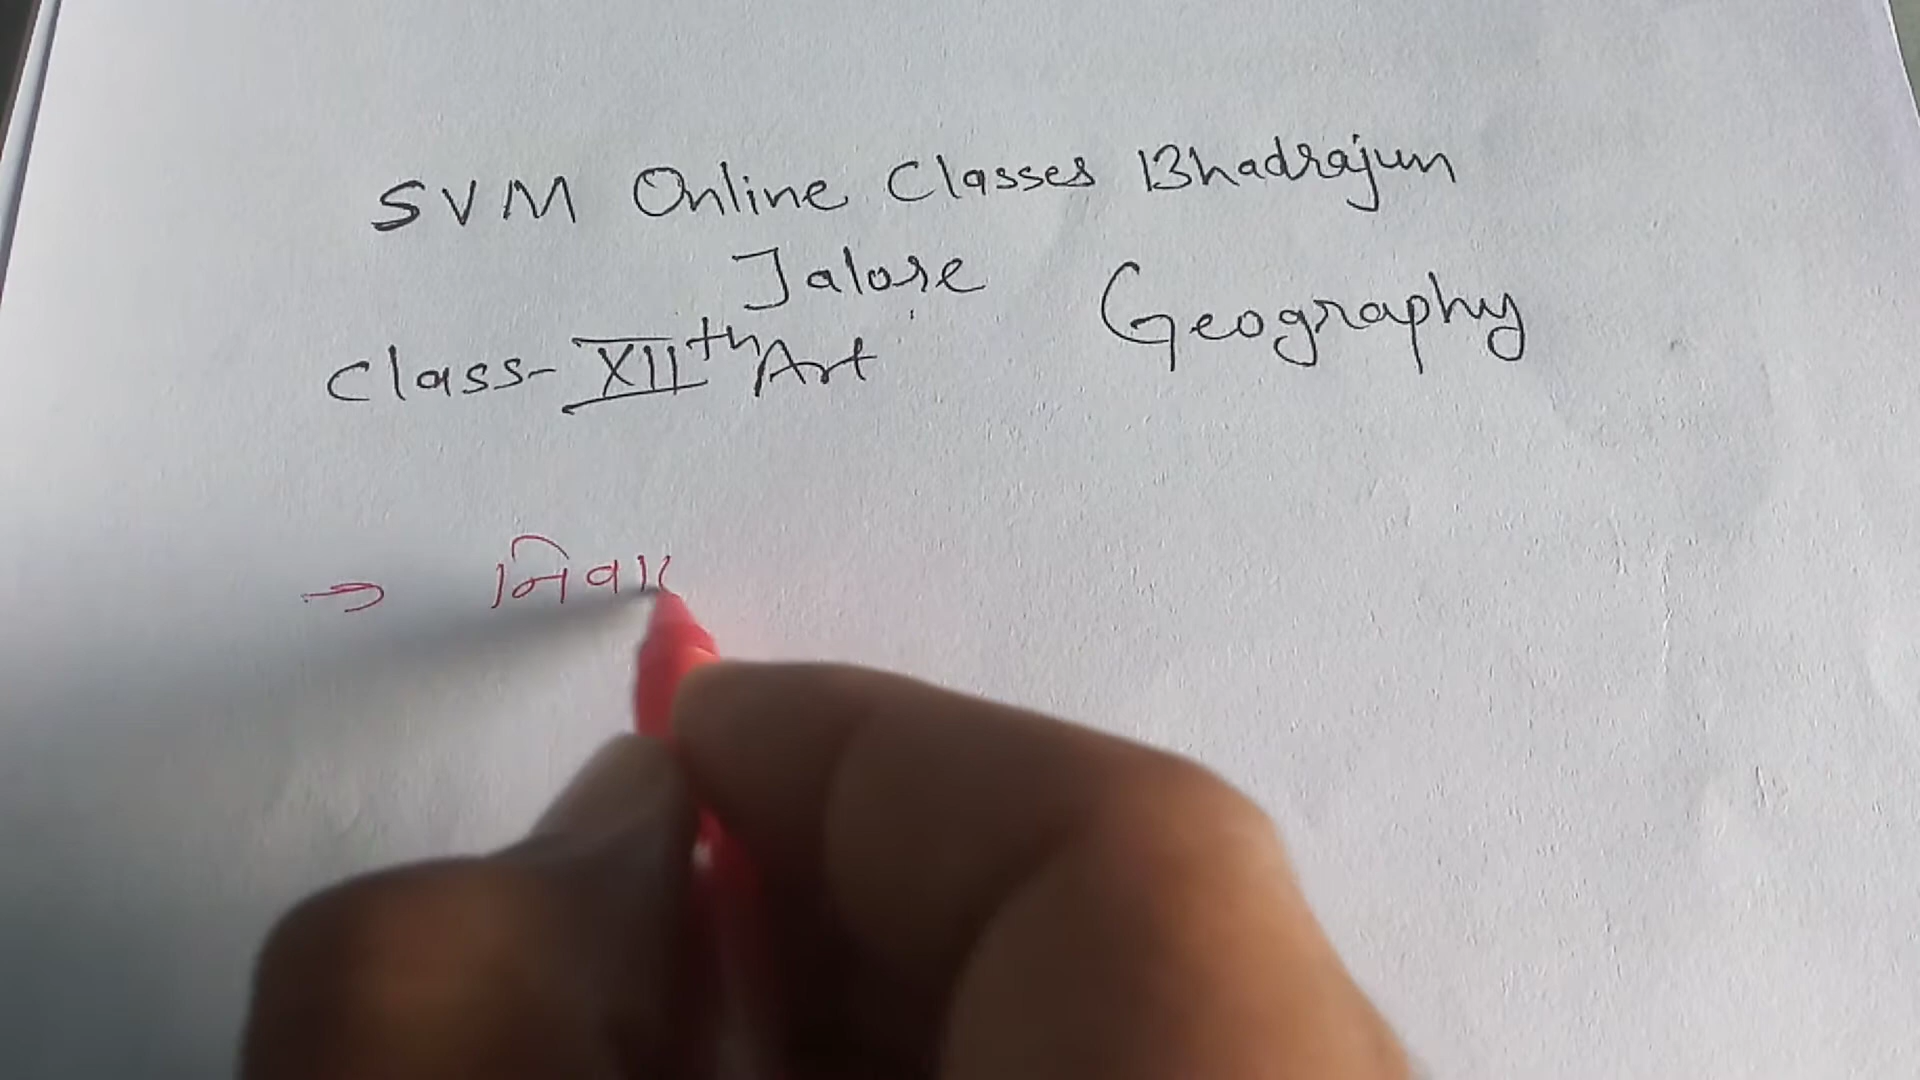 SVM Online Classes Bhadrajun
Jalore Geography
Class- XIIth Art
→